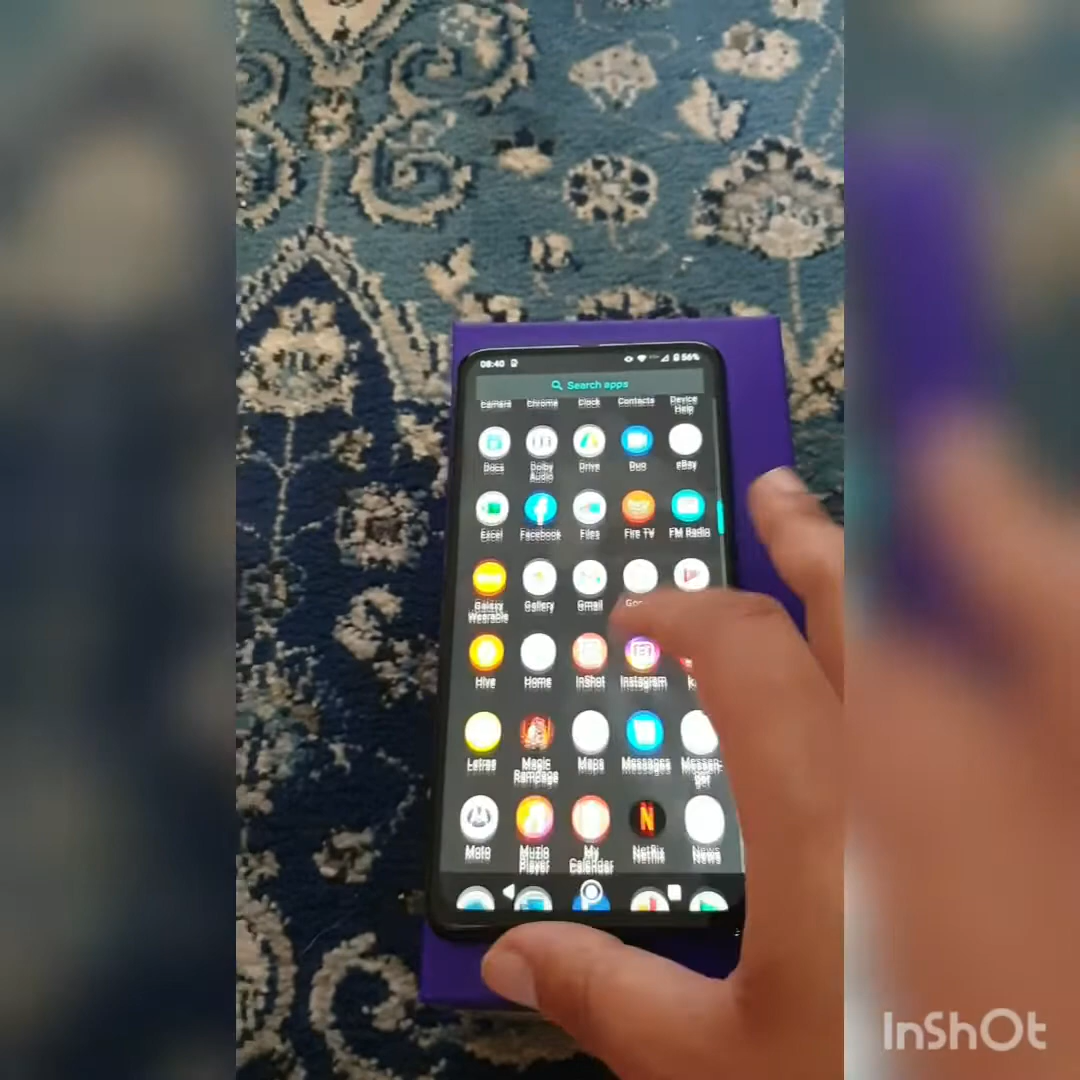 08:40 56%
Search apps
Camera Chrome Clock Contacts Device Help
Docs Dolby Audio Drive Duo eBay
Excel Facebook Files Fire TV FM Radio
Galaxy Wearable Gallery Gmail
Hive Home InShot Instagram
Letras Magic Rampage Maps Messages Messenger
Moto Muzio Player My Calendar Netflix News
InShOt